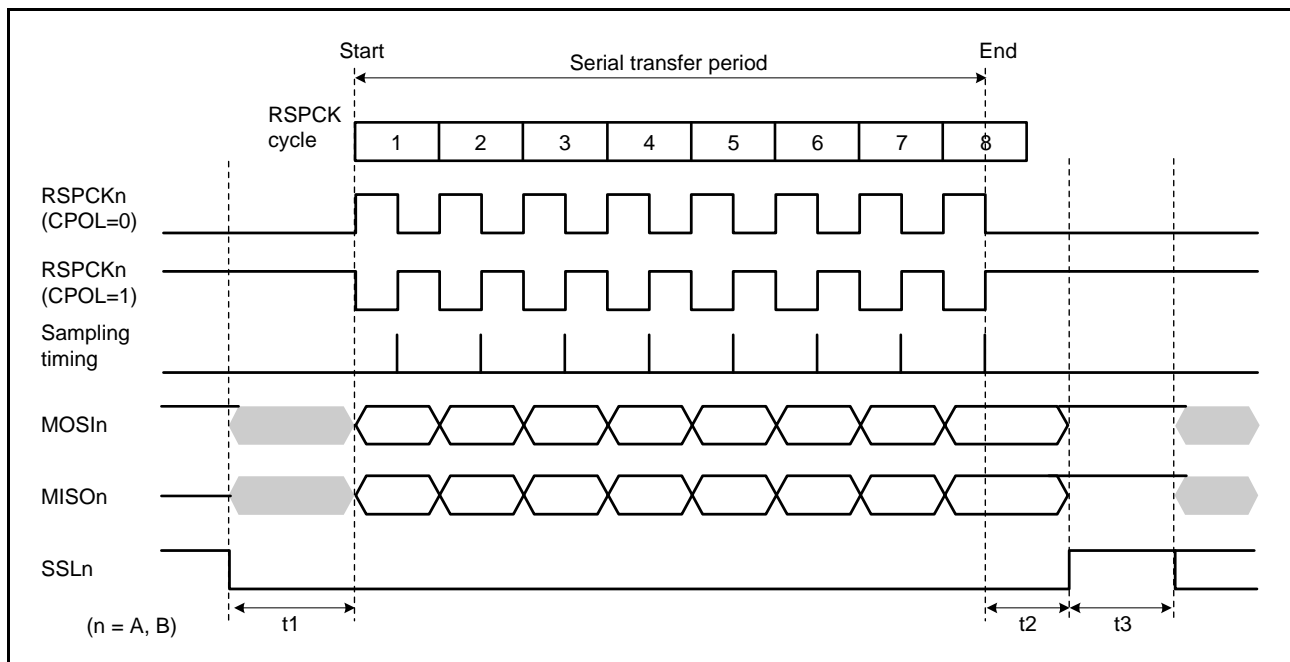 Start
End
Serial transfer period
RSPCK
cycle
1 2 3 4 5 6 7 8
RSPCKn
(CPOL=0)
RSPCKn
(CPOL=1)
Sampling
timing
MOSIn
MISOn
SSLn
(n = A, B)
t1
t2
t3